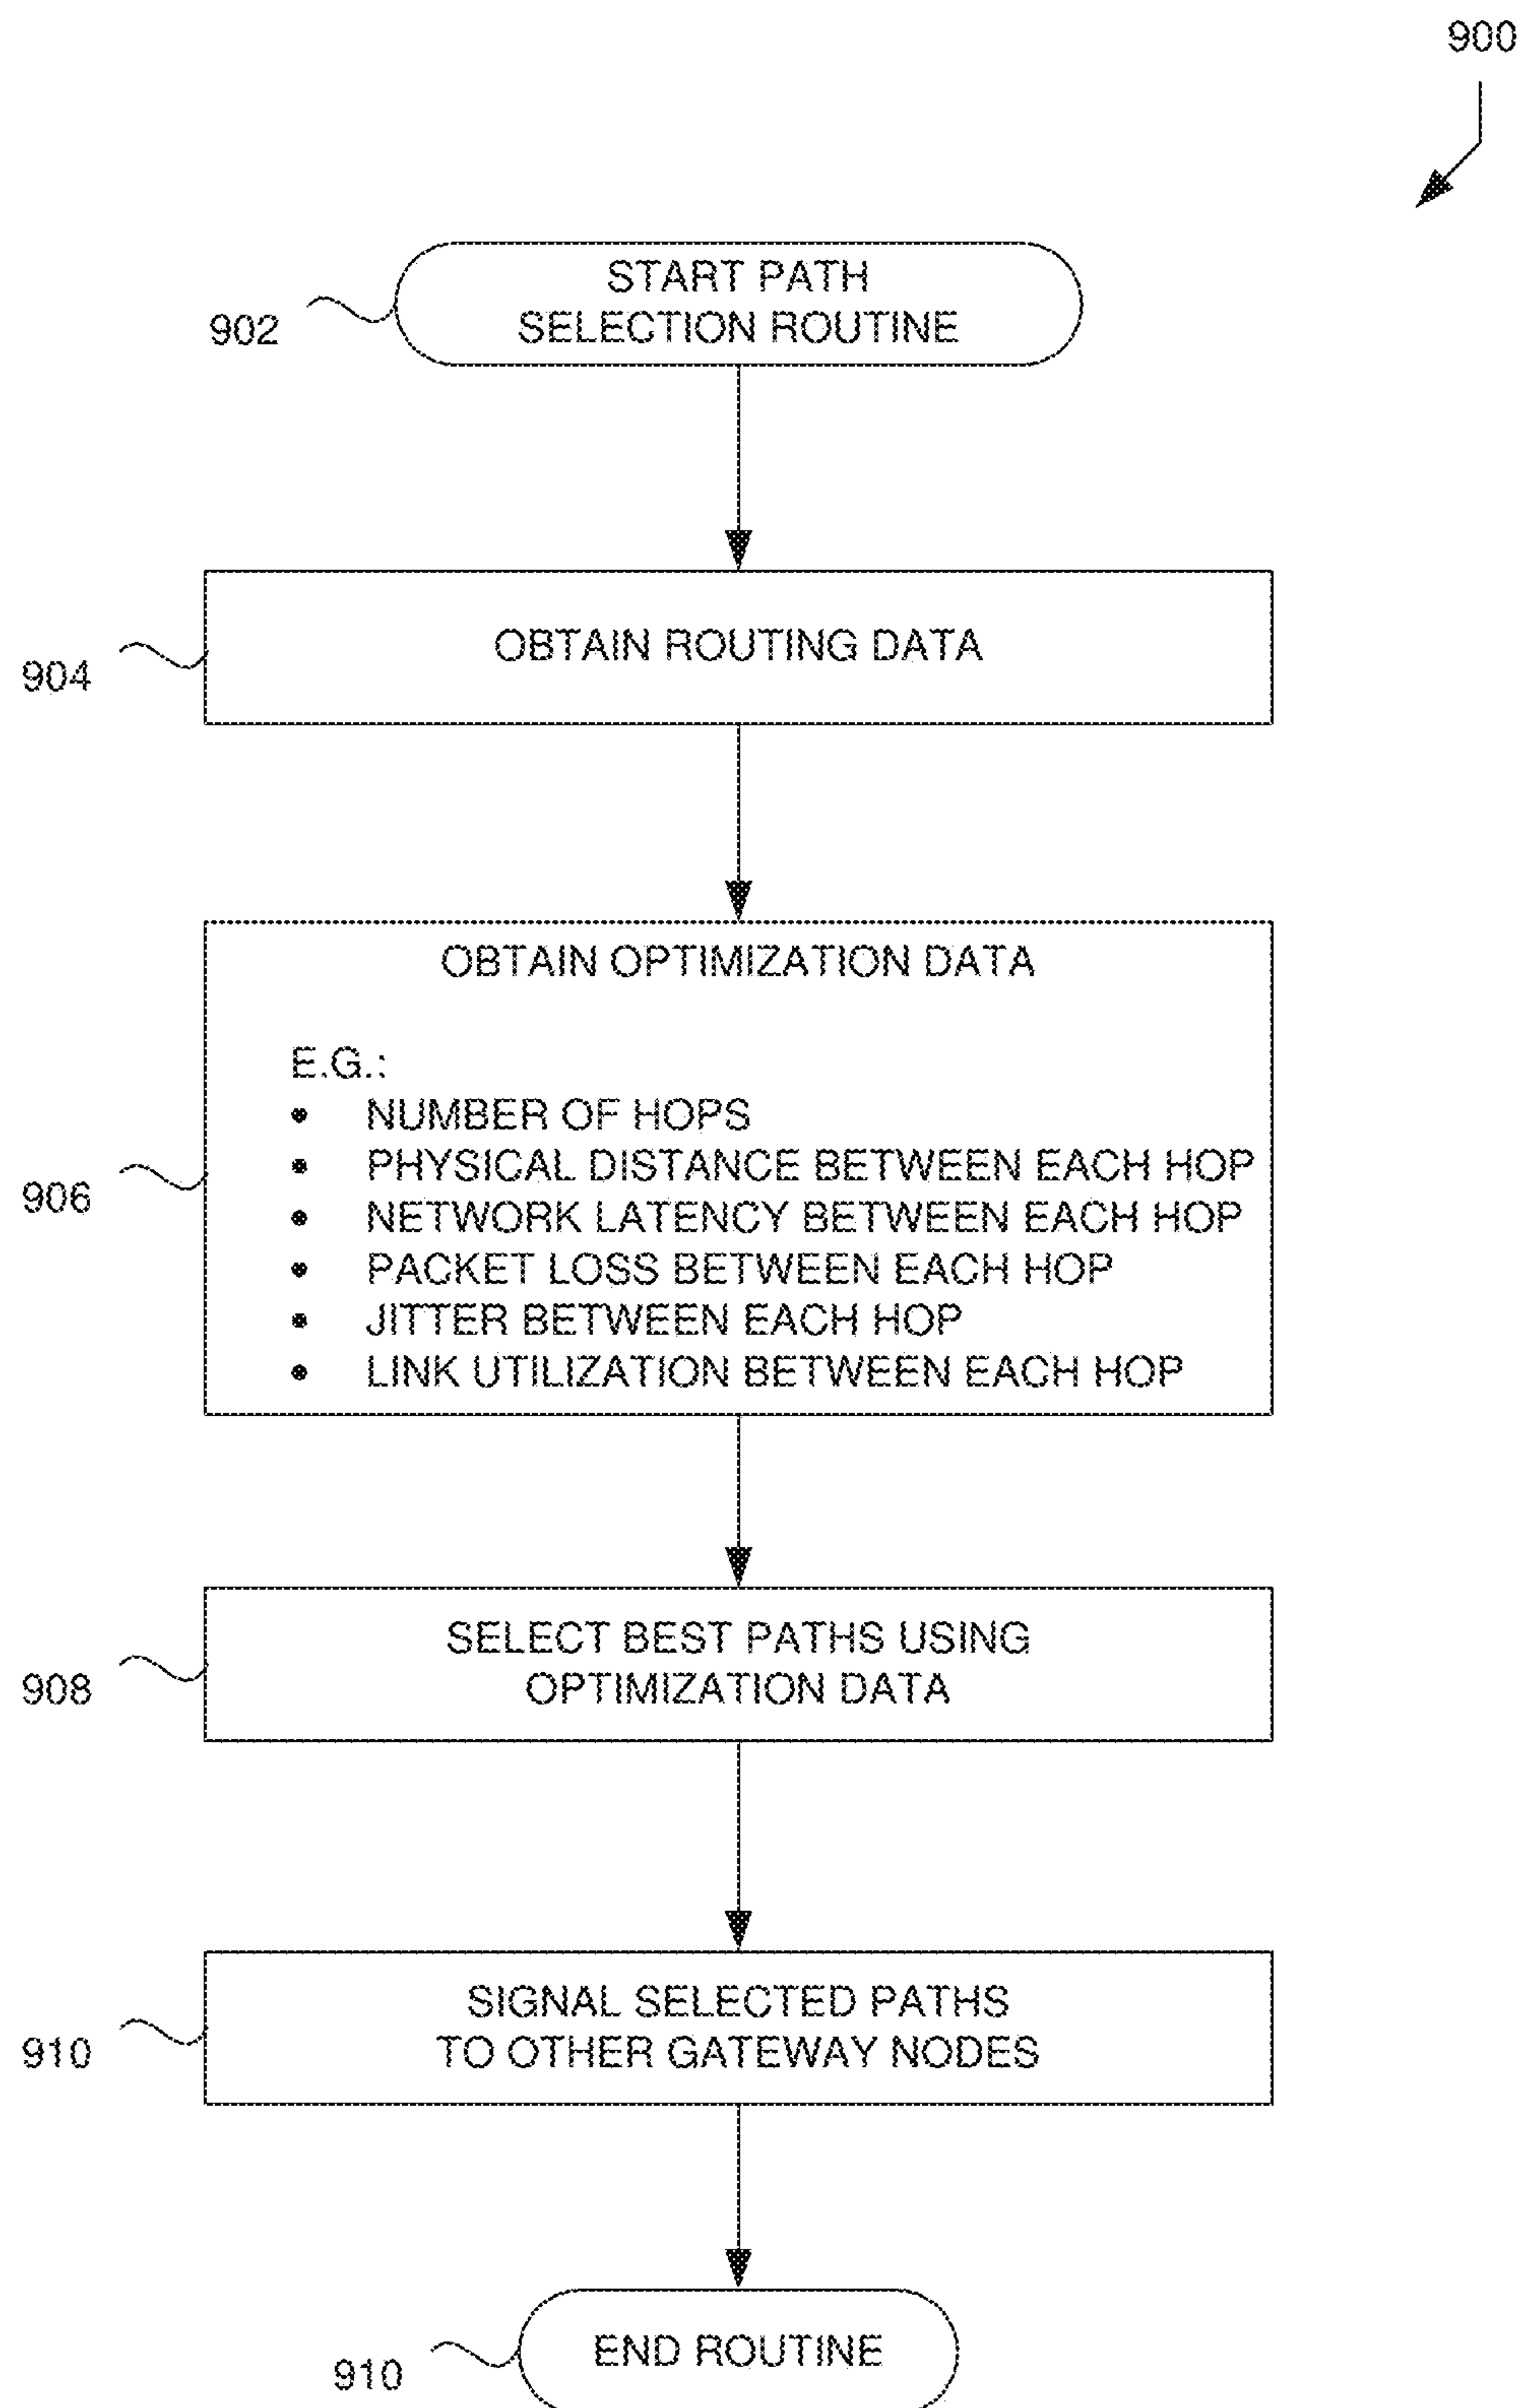 900
START PATH
SELECTION ROUTINE
902
OBTAIN ROUTING DATA
904
OBTAIN OPTIMIZATION DATA
E.G.:
• NUMBER OF HOPS
• PHYSICAL DISTANCE BETWEEN EACH HOP
• NETWORK LATENCY BETWEEN EACH HOP
• PACKET LOSS BETWEEN EACH HOP
• JITTER BETWEEN EACH HOP
• LINK UTILIZATION BETWEEN EACH HOP
906
SELECT BEST PATHS USING
OPTIMIZATION DATA
908
SIGNAL SELECTED PATHS
TO OTHER GATEWAY NODES
910
END ROUTINE
910